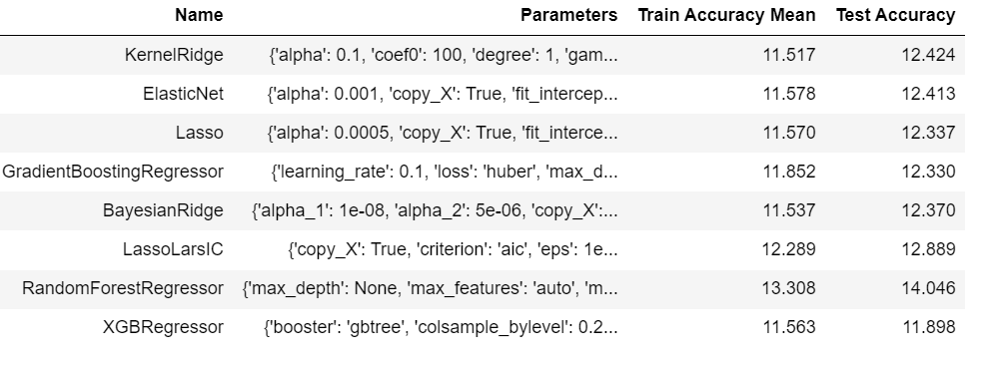 Name Parameters Train Accuracy Mean Test Accuracy
KernelRidge {'alpha': 0.1, 'coef0': 100, 'degree': 1, 'gam... 11.517 12.424
ElasticNet {'alpha': 0.001, 'copy_X': True, 'fit_intercep... 11.578 12.413
Lasso {'alpha': 0.0005, 'copy_X': True, 'fit_interce... 11.570 12.337
GradientBoostingRegressor {'learning_rate': 0.1, 'loss': 'huber', 'max_d... 11.852 12.330
BayesianRidge {'alpha_1': 1e-08, 'alpha_2': 5e-06, 'copy_X':... 11.537 12.370
LassoLarsIC {'copy_X': True, 'criterion': 'aic', 'eps': 1e... 12.289 12.889
RandomForestRegressor {'max_depth': None, 'max_features': 'auto', 'm... 13.308 14.046
XGBRegressor {'booster': 'gbtree', 'colsample_bylevel': 0.2... 11.563 11.898